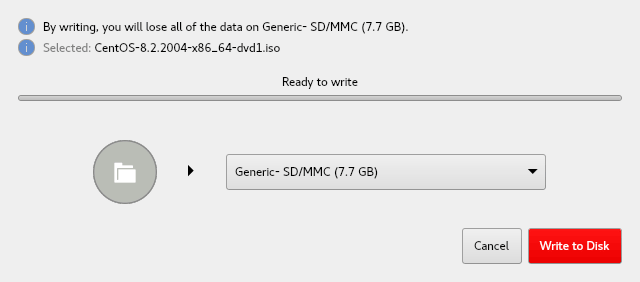 By writing, you will lose all of the data on Generic- SD/MMC (7.7 GB).
Selected: CentOS-8.2.2004-x86_64-dvd1.iso
Ready to write
Generic- SD/MMC (7.7 GB)
Cancel
Write to Disk